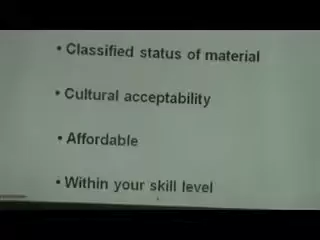 • Classified status of material
• Cultural acceptability
• Affordable
• Within your skill level